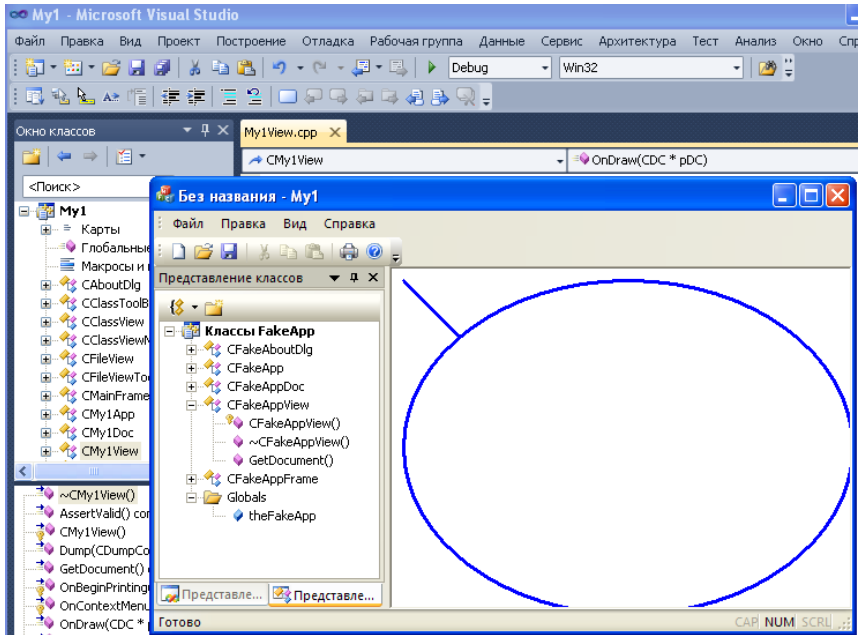 My1 - Microsoft Visual Studio
Файл Правка Вид Проект Построение Отладка Рабочая группа Данные Сервис Архитектура Тест Анализ Окно Спр
Debug Win32
Окно классов
My1View.cpp
CMy1View
OnDraw(CDC * pDC)
<Поиск>
My1
Карты
Глобальные
Макросы и
CAboutDlg
CClassToolB
CClassView
CClassViewM
CFileView
CFileViewToo
CMainFrame
CMy1App
CMy1Doc
CMy1View
~CMy1View()
AssertValid() cor
CMy1View()
Dump(CDumpCo
GetDocument()
OnBeginPrinting
OnContextMenu
OnDraw(CDC *
Без названия - My1
Файл Правка Вид Справка
Представление классов
Классы FakeApp
CFakeAboutDlg
CFakeApp
CFakeAppDoc
CFakeAppView
CFakeAppView()
~CFakeAppView()
GetDocument()
CFakeAppFrame
Globals
theFakeApp
Представле... Представле...
Готово
CAP NUM SCRL